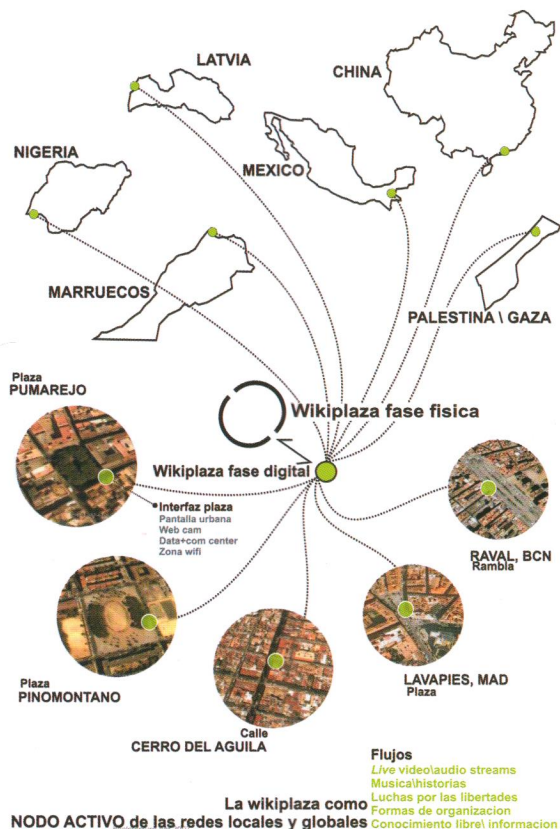 LATVIA
CHINA
NIGERIA
MEXICO
MARRUECOS
PALESTINA \ GAZA
Plaza
PUMAREJO
Wikiplaza fase fisica
Wikiplaza fase digital
Interfaz plaza
Pantalla urbana
Web cam
Data+com center
Zona wifi
RAVAL, BCN
Rambla
Plaza
PINOMONTANO
LAVAPIES, MAD
Plaza
Calle
CERRO DEL AGUILA
Flujos
Live video\audio streams
Musica\historias
Luchas por las libertades
Formas de organizacion
Conocimiento libre\ informacion
La wikiplaza como
NODO ACTIVO de las redes locales y globales